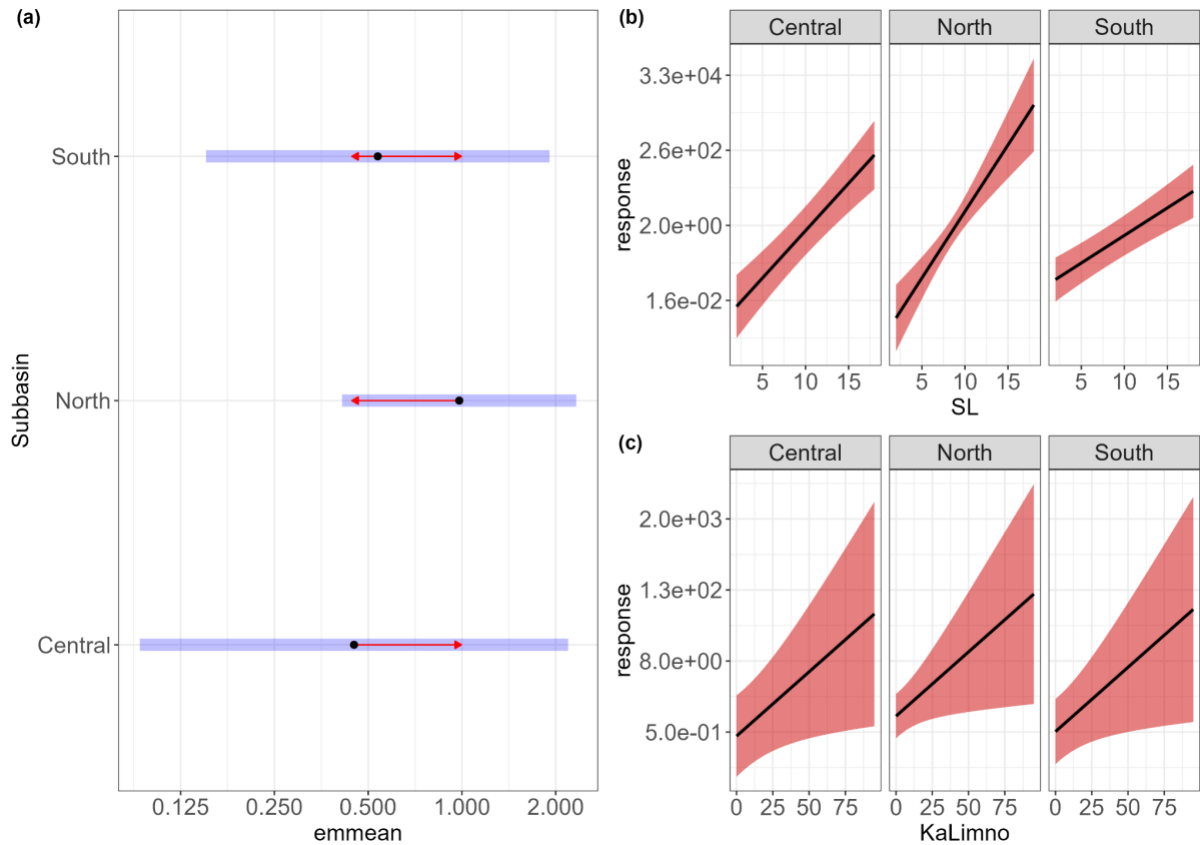 (a)
South
North
Central
Subbasin
0.125 0.250 0.500 1.000 2.000
emmean
(b)
Central North South
3.3e+04
2.6e+02
2.0e+00
1.6e-02
response
5 10 15 5 10 15 5 10 15
SL
(c)
Central North South
2.0e+03
1.3e+02
8.0e+00
5.0e-01
response
0 25 50 75 0 25 50 75 0 25 50 75
KaLimno